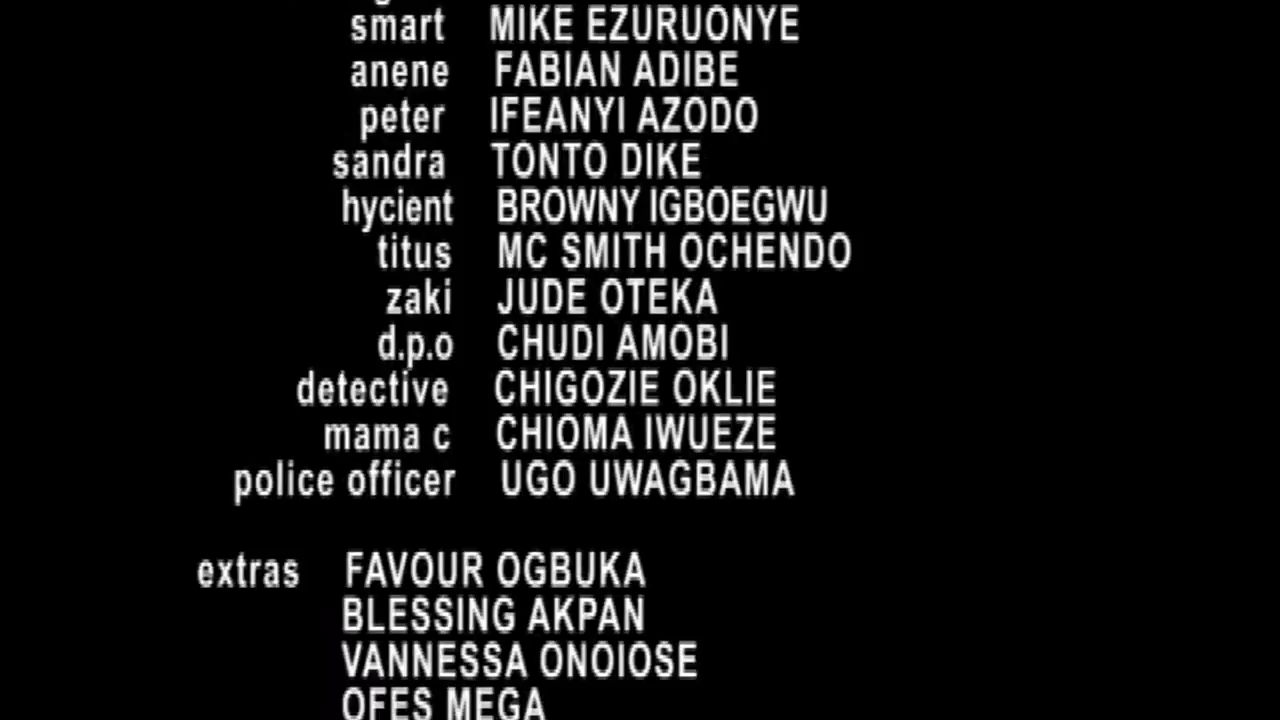 smart MIKE EZURUONYE
anene FABIAN ADIBE
peter IFEANYI AZODO
sandra TONTO DIKE
hycient BROWNY IGBOEGWU
titus MC SMITH OCHENDO
zaki JUDE OTEKA
d.p.o CHUDI AMOBI
detective CHIGOZIE OKLIE
mama c CHIOMA IWUEZE
police officer UGO UWAGBAMA
extras FAVOUR OGBUKA
BLESSING AKPAN
VANNESSA ONOIOSE
OFES MEGA